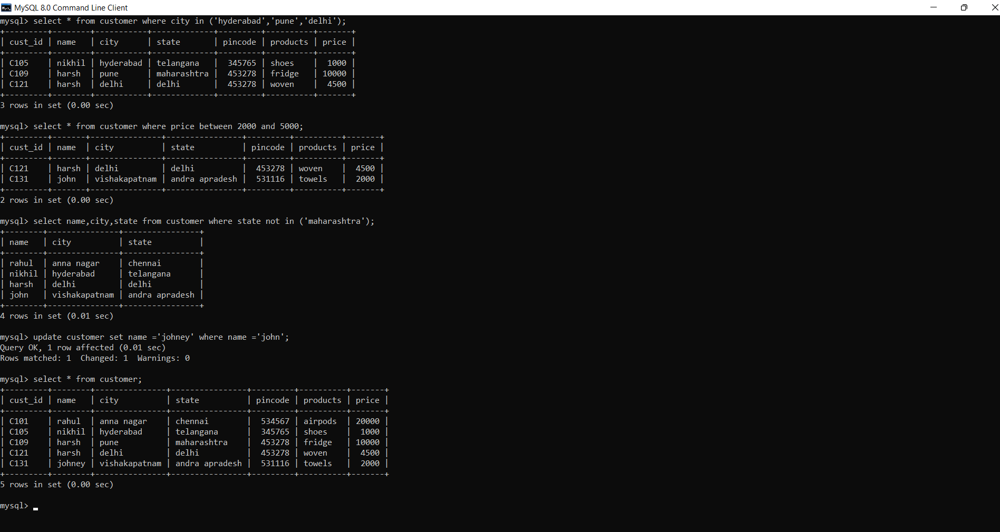 MySQL 8.0 Command Line Client
mysql> select * from customer where city in ('hyderabad','pune','delhi');
+---------+--------+-----------+-------------+---------+----------+-------+
| cust_id | name   | city      | state       | pincode | products | price |
+---------+--------+-----------+-------------+---------+----------+-------+
| C105    | nikhil | hyderabad | telangana   |  345765 | shoes    |  1000 |
| C109    | harsh  | pune      | maharashtra |  453278 | fridge   | 10000 |
| C121    | harsh  | delhi     | delhi       |  453278 | woven    |  4500 |
+---------+--------+-----------+-------------+---------+----------+-------+
3 rows in set (0.00 sec)
mysql> select * from customer where price between 2000 and 5000;
+---------+-------+---------------+----------------+---------+----------+-------+
| cust_id | name  | city          | state          | pincode | products | price |
+---------+-------+---------------+----------------+---------+----------+-------+
| C121    | harsh | delhi         | delhi          |  453278 | woven    |  4500 |
| C131    | john  | vishakapatnam | andra apradesh |  531116 | towels   |  2000 |
+---------+-------+---------------+----------------+---------+----------+-------+
2 rows in set (0.00 sec)
mysql> select name,city,state from customer where state not in ('maharashtra');
+--------+---------------+----------------+
| name   | city          | state          |
+--------+---------------+----------------+
| rahul  | anna nagar    | chennai        |
| nikhil | hyderabad     | telangana      |
| harsh  | delhi         | delhi          |
| john   | vishakapatnam | andra apradesh |
+--------+---------------+----------------+
4 rows in set (0.01 sec)
mysql> update customer set name ='johney' where name ='john';
Query OK, 1 row affected (0.01 sec)
Rows matched: 1  Changed: 1  Warnings: 0
mysql> select * from customer;
+---------+--------+---------------+----------------+---------+----------+-------+
| cust_id | name   | city          | state          | pincode | products | price |
+---------+--------+---------------+----------------+---------+----------+-------+
| C101    | rahul  | anna nagar    | chennai        |  534567 | airpods  | 20000 |
| C105    | nikhil | hyderabad     | telangana      |  345765 | shoes    |  1000 |
| C109    | harsh  | pune          | maharashtra    |  453278 | fridge   | 10000 |
| C121    | harsh  | delhi         | delhi          |  453278 | woven    |  4500 |
| C131    | johney | vishakapatnam | andra apradesh |  531116 | towels   |  2000 |
+---------+--------+---------------+----------------+---------+----------+-------+
5 rows in set (0.00 sec)
mysql>